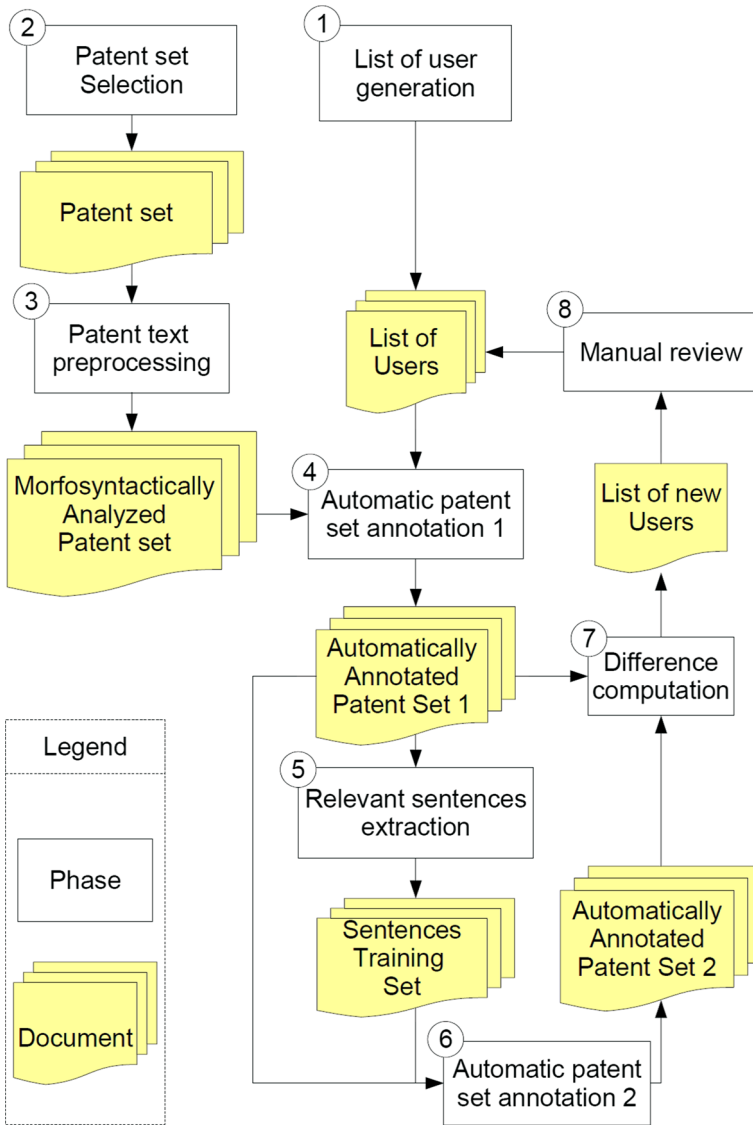 2
Patent set
Selection
1
List of user
generation
Patent set
3
Patent text
preprocessing
List of
Users
8
Manual review
Morfosyntactically
Analyzed
Patent set
4
Automatic patent
set annotation 1
List of new
Users
Automatically
Annotated
Patent Set 1
7
Difference
computation
Legend
Phase
Document
5
Relevant sentences
extraction
Sentences
Training
Set
Automatically
Annotated
Patent Set 2
6
Automatic patent
set annotation 2